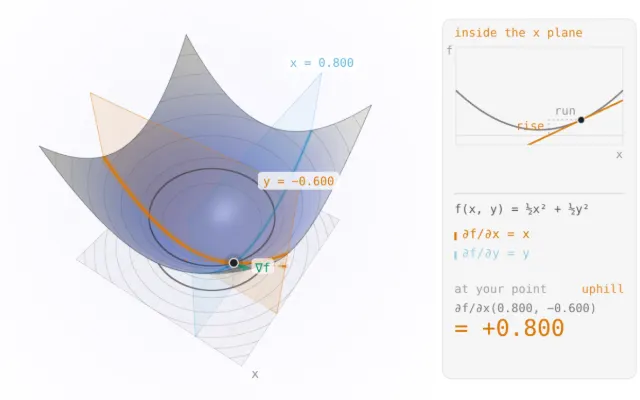 x = 0.800
y = −0.600
∇f
x
inside the x plane
f
run
rise
x
f(x, y) = ½x² + ½y²
∂f/∂x = x
∂f/∂y = y
at your point uphill
∂f/∂x(0.800, −0.600)
= +0.800